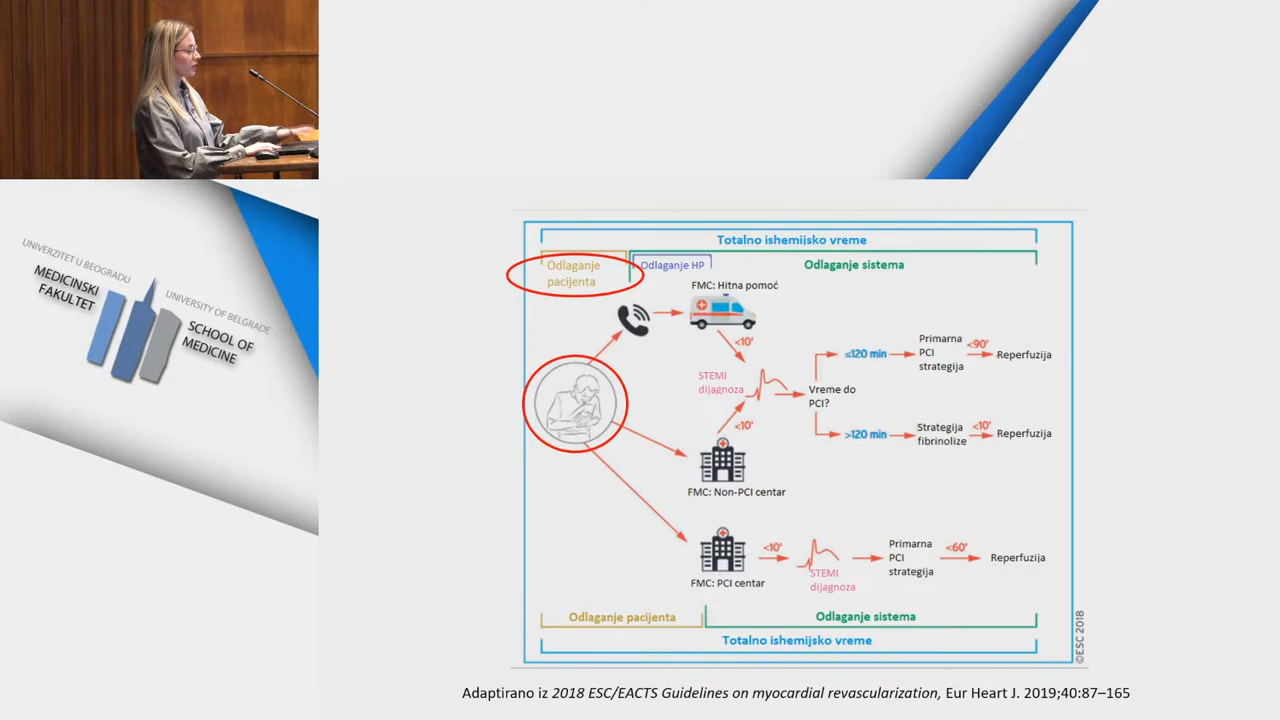 UNIVERZITET U BEOGRADU
MEDICINSKI
FAKULTET
UNIVERSITY OF BELGRADE
SCHOOL OF
MEDICINE
Totalno ishemijsko vreme
Odlaganje
pacijenta
Odlaganje HP
Odlaganje sistema
FMC: Hitna pomoć
<10'
STEMI
dijagnoza
<10'
Vreme do
PCI?
≤120 min
Primarna
PCI
strategija
<90'
Reperfuzija
>120 min
Strategija
fibrinolize
<10'
Reperfuzija
FMC: Non-PCI centar
FMC: PCI centar
<10'
STEMI
dijagnoza
Primarna
PCI
strategija
<60'
Reperfuzija
Odlaganje pacijenta
Odlaganje sistema
Totalno ishemijsko vreme
©ESC 2018
Adaptirano iz 2018 ESC/EACTS Guidelines on myocardial revascularization, Eur Heart J. 2019;40:87–165